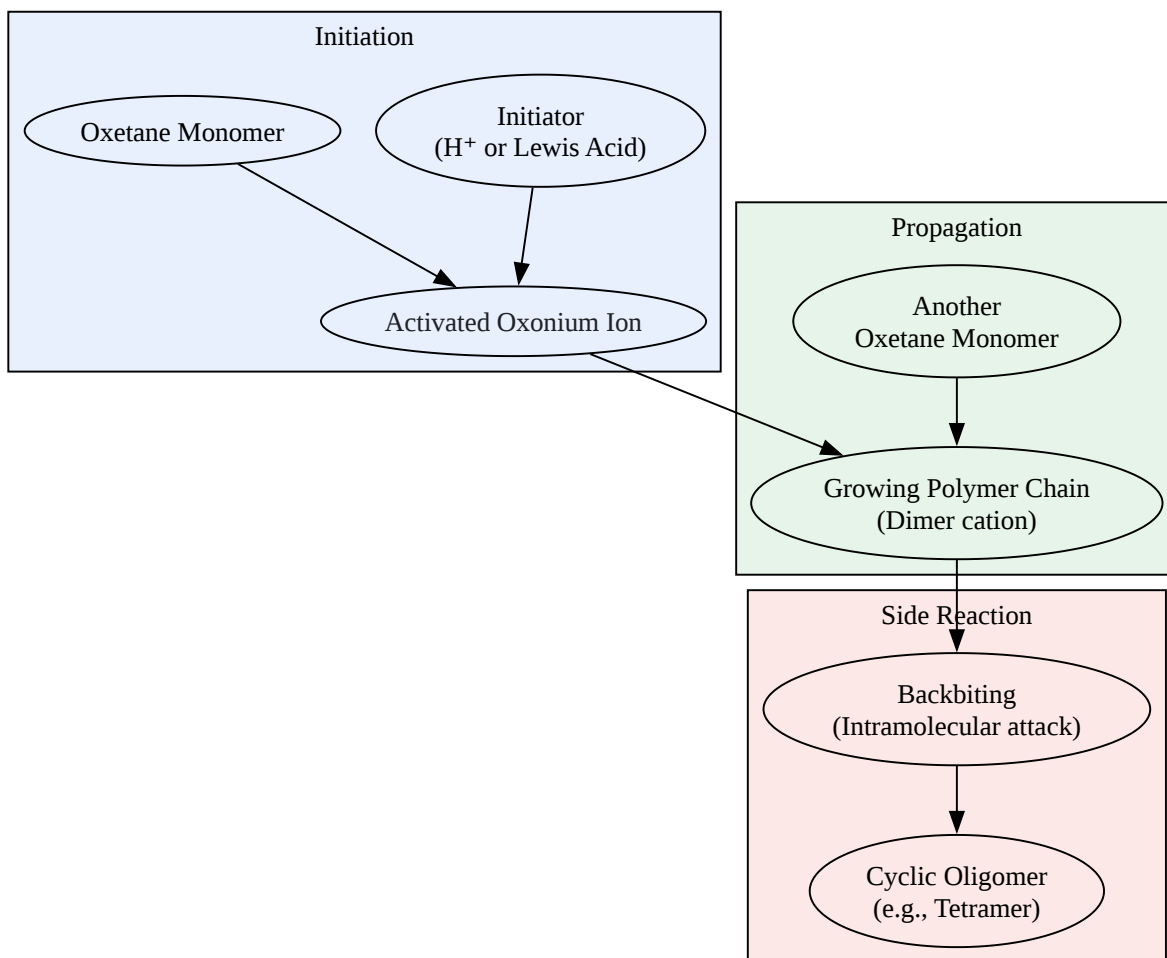 Initiation
Oxetane Monomer
Initiator
(H⁺ or Lewis Acid)
Activated Oxonium Ion
Propagation
Another
Oxetane Monomer
Growing Polymer Chain
(Dimer cation)
Side Reaction
Backbiting
(Intramolecular attack)
Cyclic Oligomer
(e.g., Tetramer)